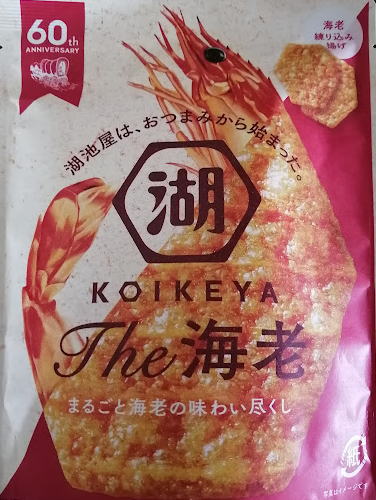 60th
ANNIVERSARY
海老
練り込み
揚げ
湖池屋は、おつまみから始まった。
湖
KOIKEYA
The海老
まるごと海老の味わい尽くし
紙
写真はイメージです